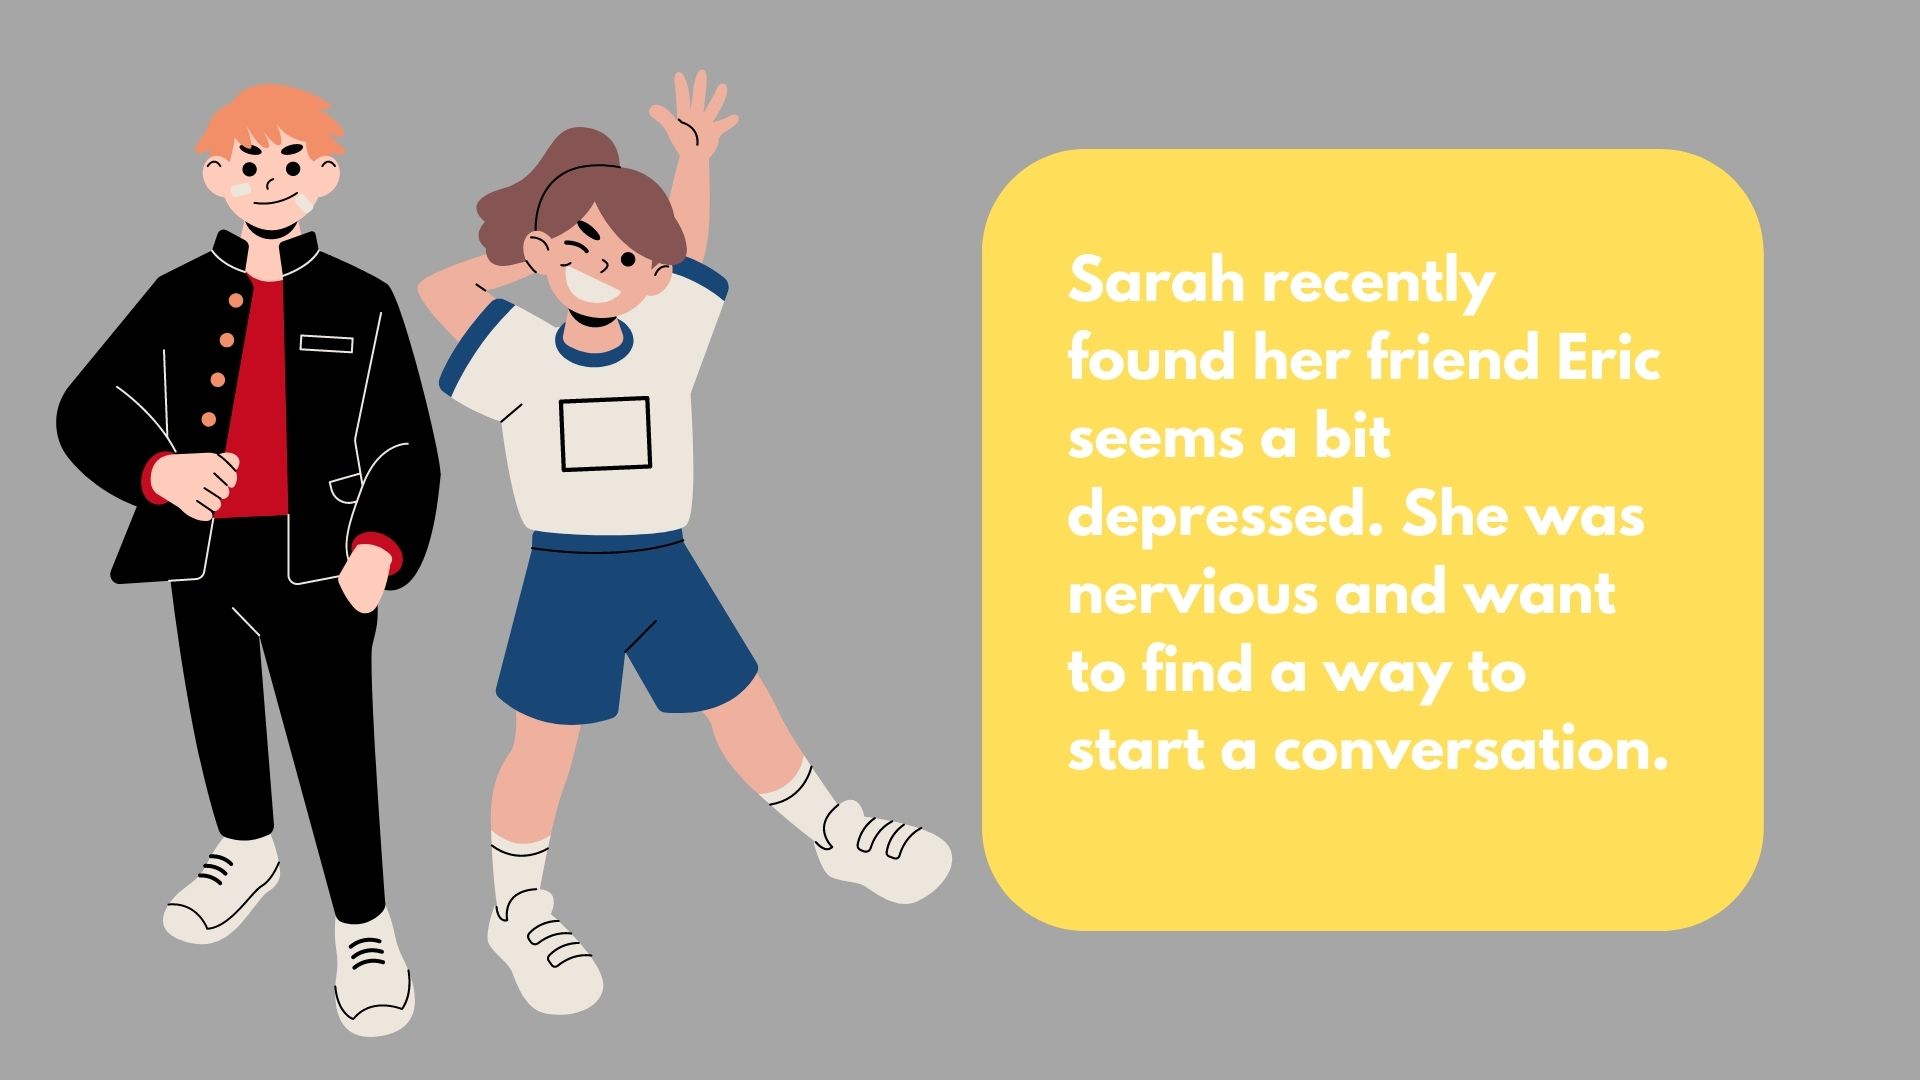 Sarah recently
found her friend Eric
seems a bit
depressed. She was
nervious and want
to find a way to
start a conversation.